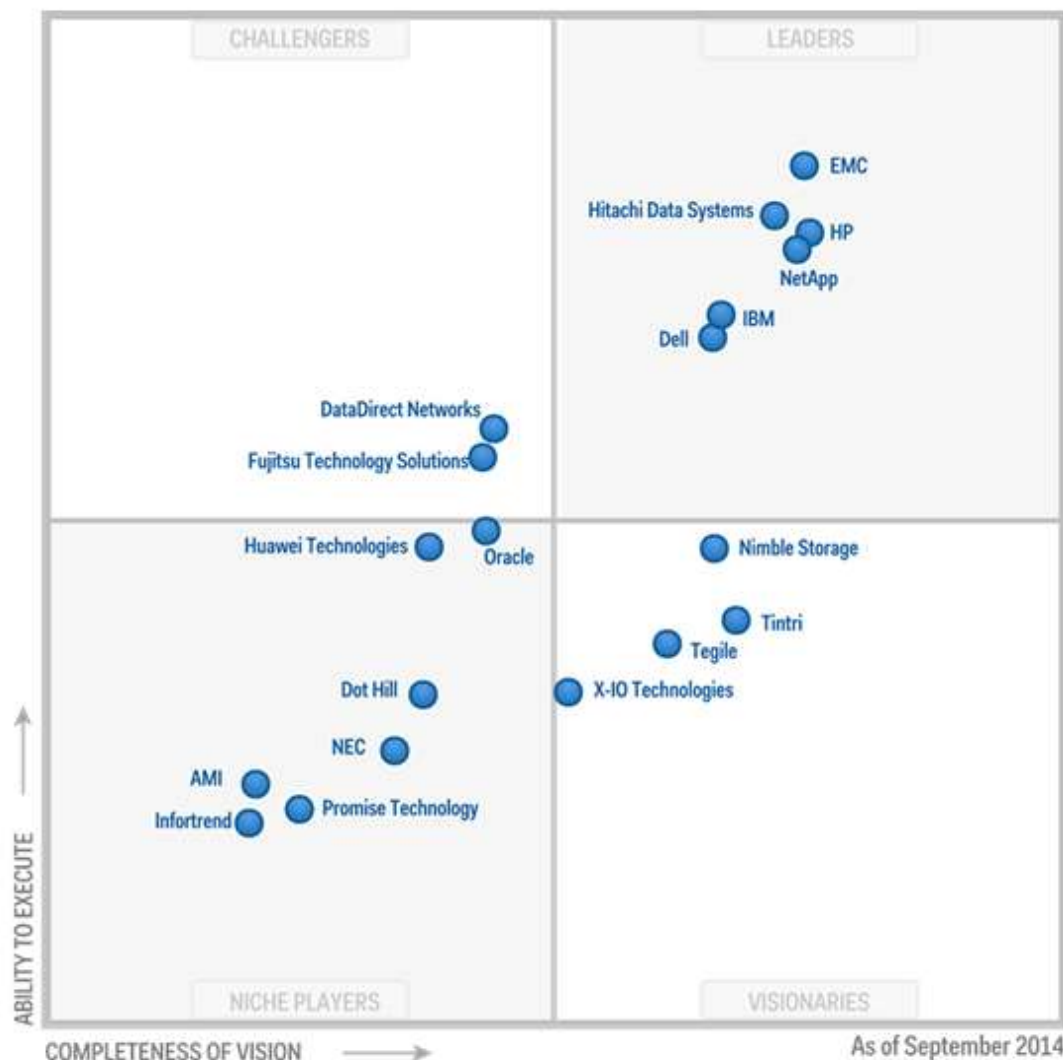 CHALLENGERS
LEADERS
EMC
Hitachi Data Systems
HP
NetApp
IBM
Dell
DataDirect Networks
Fujitsu Technology Solutions
Huawei Technologies
Oracle
Nimble Storage
Tintri
Tegile
Dot Hill
X-IO Technologies
NEC
AMI
Promise Technology
Infortrend
ABILITY TO EXECUTE
NICHE PLAYERS
VISIONARIES
COMPLETENESS OF VISION
As of September 2014